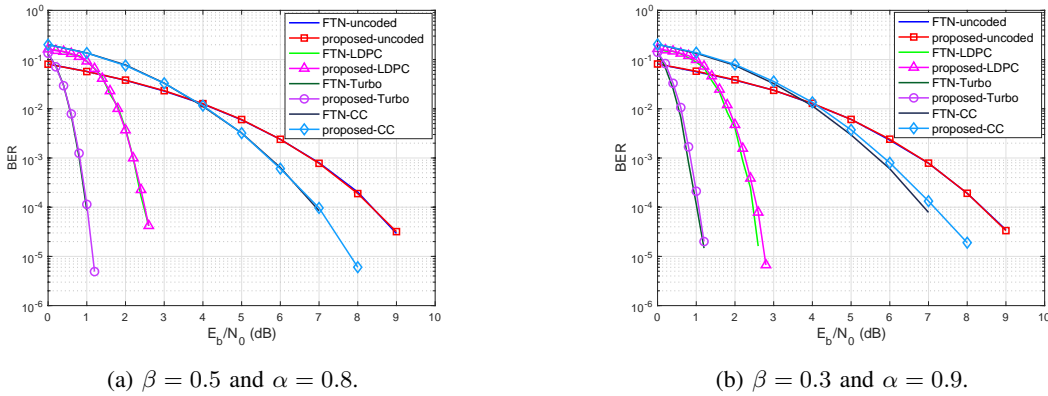 10^0
10^-1
10^-2
10^-3
10^-4
10^-5
10^-6
BER
0 1 2 3 4 5 6 7 8 9 10
E_b/N_0 (dB)
FTN-uncoded
proposed-uncoded
FTN-LDPC
proposed-LDPC
FTN-Turbo
proposed-Turbo
FTN-CC
proposed-CC
(a) β = 0.5 and α = 0.8.
10^0
10^-1
10^-2
10^-3
10^-4
10^-5
10^-6
BER
0 1 2 3 4 5 6 7 8 9 10
E_b/N_0 (dB)
FTN-uncoded
proposed-uncoded
FTN-LDPC
proposed-LDPC
FTN-Turbo
proposed-Turbo
FTN-CC
proposed-CC
(b) β = 0.3 and α = 0.9.